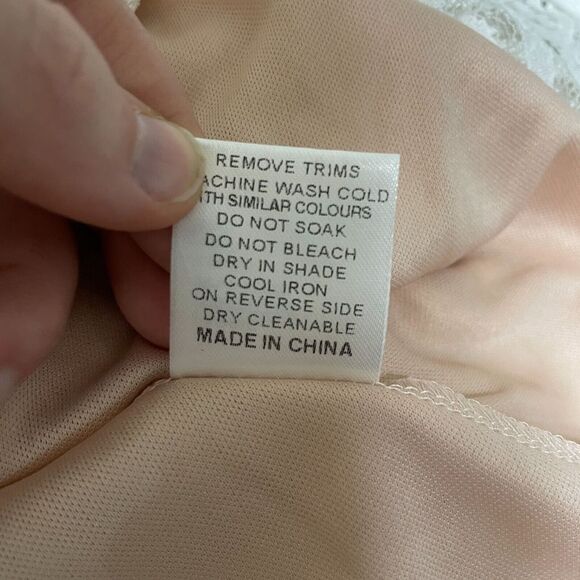 REMOVE TRIMS
ACHINE WASH COLD
ITH SIMILAR COLOURS
DO NOT SOAK
DO NOT BLEACH
DRY IN SHADE
COOL IRON
ON REVERSE SIDE
DRY CLEANABLE
MADE IN CHINA